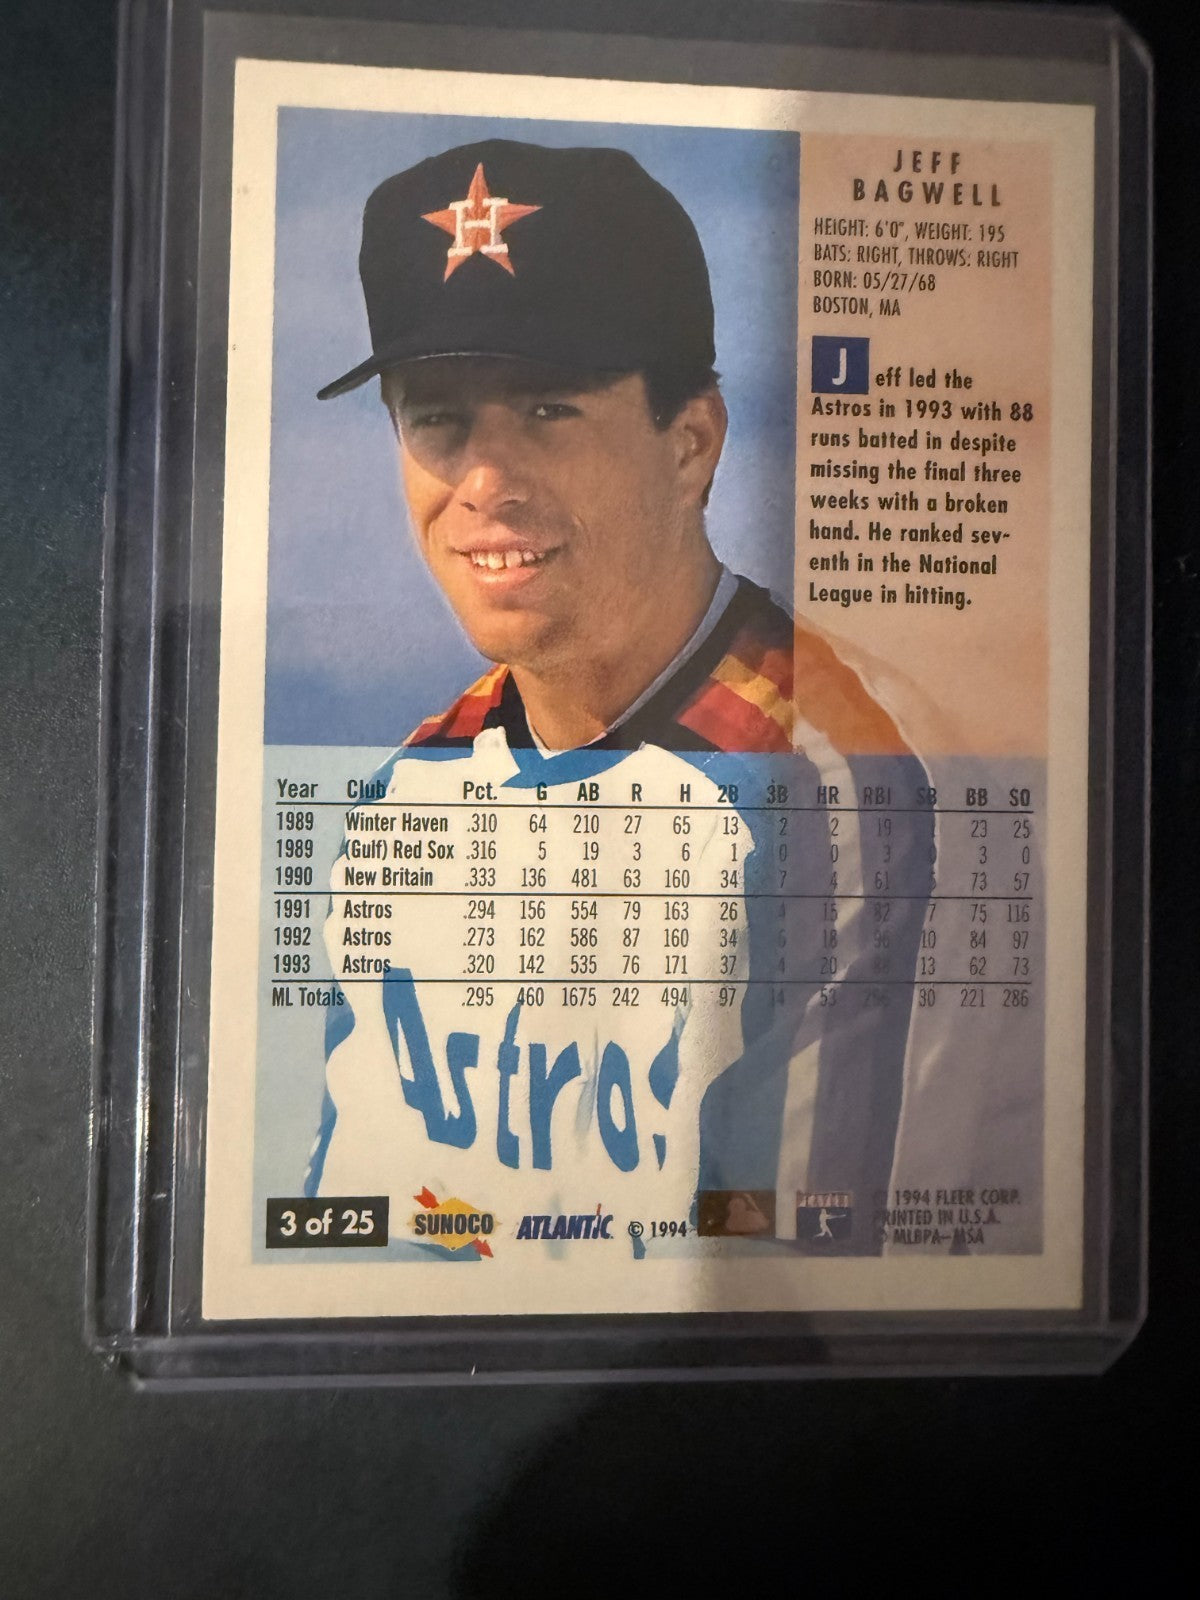 H
JEFF
BAGWELL
HEIGHT: 6'0", WEIGHT: 195
BATS: RIGHT, THROWS: RIGHT
BORN: 05/27/68
BOSTON, MA
Jeff led the
Astros in 1993 with 88
runs batted in despite
missing the final three
weeks with a broken
hand. He ranked sev-
enth in the National
League in hitting.
Year Club Pct. G AB R H 2B 3B HR RBI SB BB SO
1989 Winter Haven .310 64 210 27 65 13 2 2 19 1 23 25
1989 (Gulf) Red Sox .316 5 19 3 6 1 0 0 3 0 3 0
1990 New Britain .333 136 481 63 160 34 7 4 61 5 73 57
1991 Astros .294 156 554 79 163 26 4 15 82 7 75 116
1992 Astros .273 162 586 87 160 34 6 18 96 10 84 97
1993 Astros .320 142 535 76 171 37 4 20 88 13 62 73
ML Totals .295 460 1675 242 494 97 14 53 266 30 221 286
Astros
3 of 25 SUNOCO ATLANTIC © 1994
PLAYERS
© 1994 FLEER CORP.
PRINTED IN U.S.A.
© MLBPA-MSA